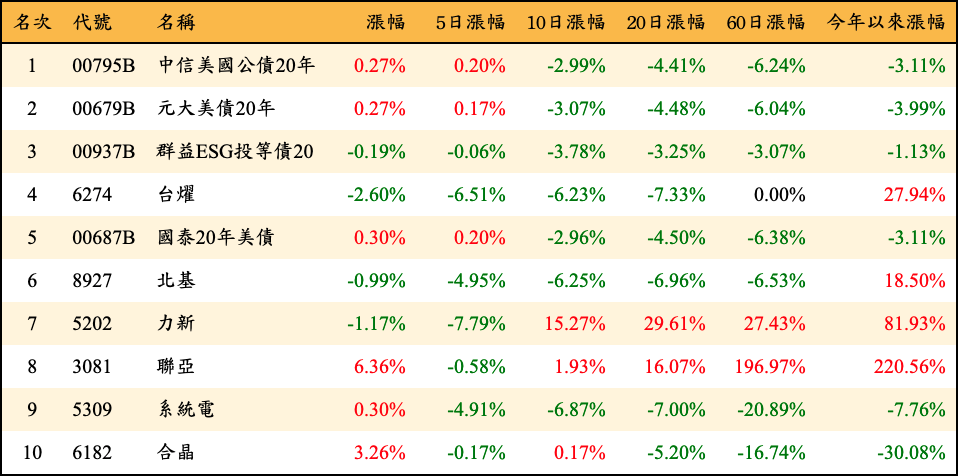 名次 代號 名稱 漲幅 5日漲幅 10日漲幅 20日漲幅 60日漲幅 今年以來漲幅
1 00795B 中信美國公債20年 0.27% 0.20% -2.99% -4.41% -6.24% -3.11%
2 00679B 元大美債20年 0.27% 0.17% -3.07% -4.48% -6.04% -3.99%
3 00937B 群益ESG投等債20 -0.19% -0.06% -3.78% -3.25% -3.07% -1.13%
4 6274 台燿 -2.60% -6.51% -6.23% -7.33% 0.00% 27.94%
5 00687B 國泰20年美債 0.30% 0.20% -2.96% -4.50% -6.38% -3.11%
6 8927 北基 -0.99% -4.95% -6.25% -6.96% -6.53% 18.50%
7 5202 力新 -1.17% -7.79% 15.27% 29.61% 27.43% 81.93%
8 3081 聯亞 6.36% -0.58% 1.93% 16.07% 196.97% 220.56%
9 5309 系統電 0.30% -4.91% -6.87% -7.00% -20.89% -7.76%
10 6182 合晶 3.26% -0.17% 0.17% -5.20% -16.74% -30.08%